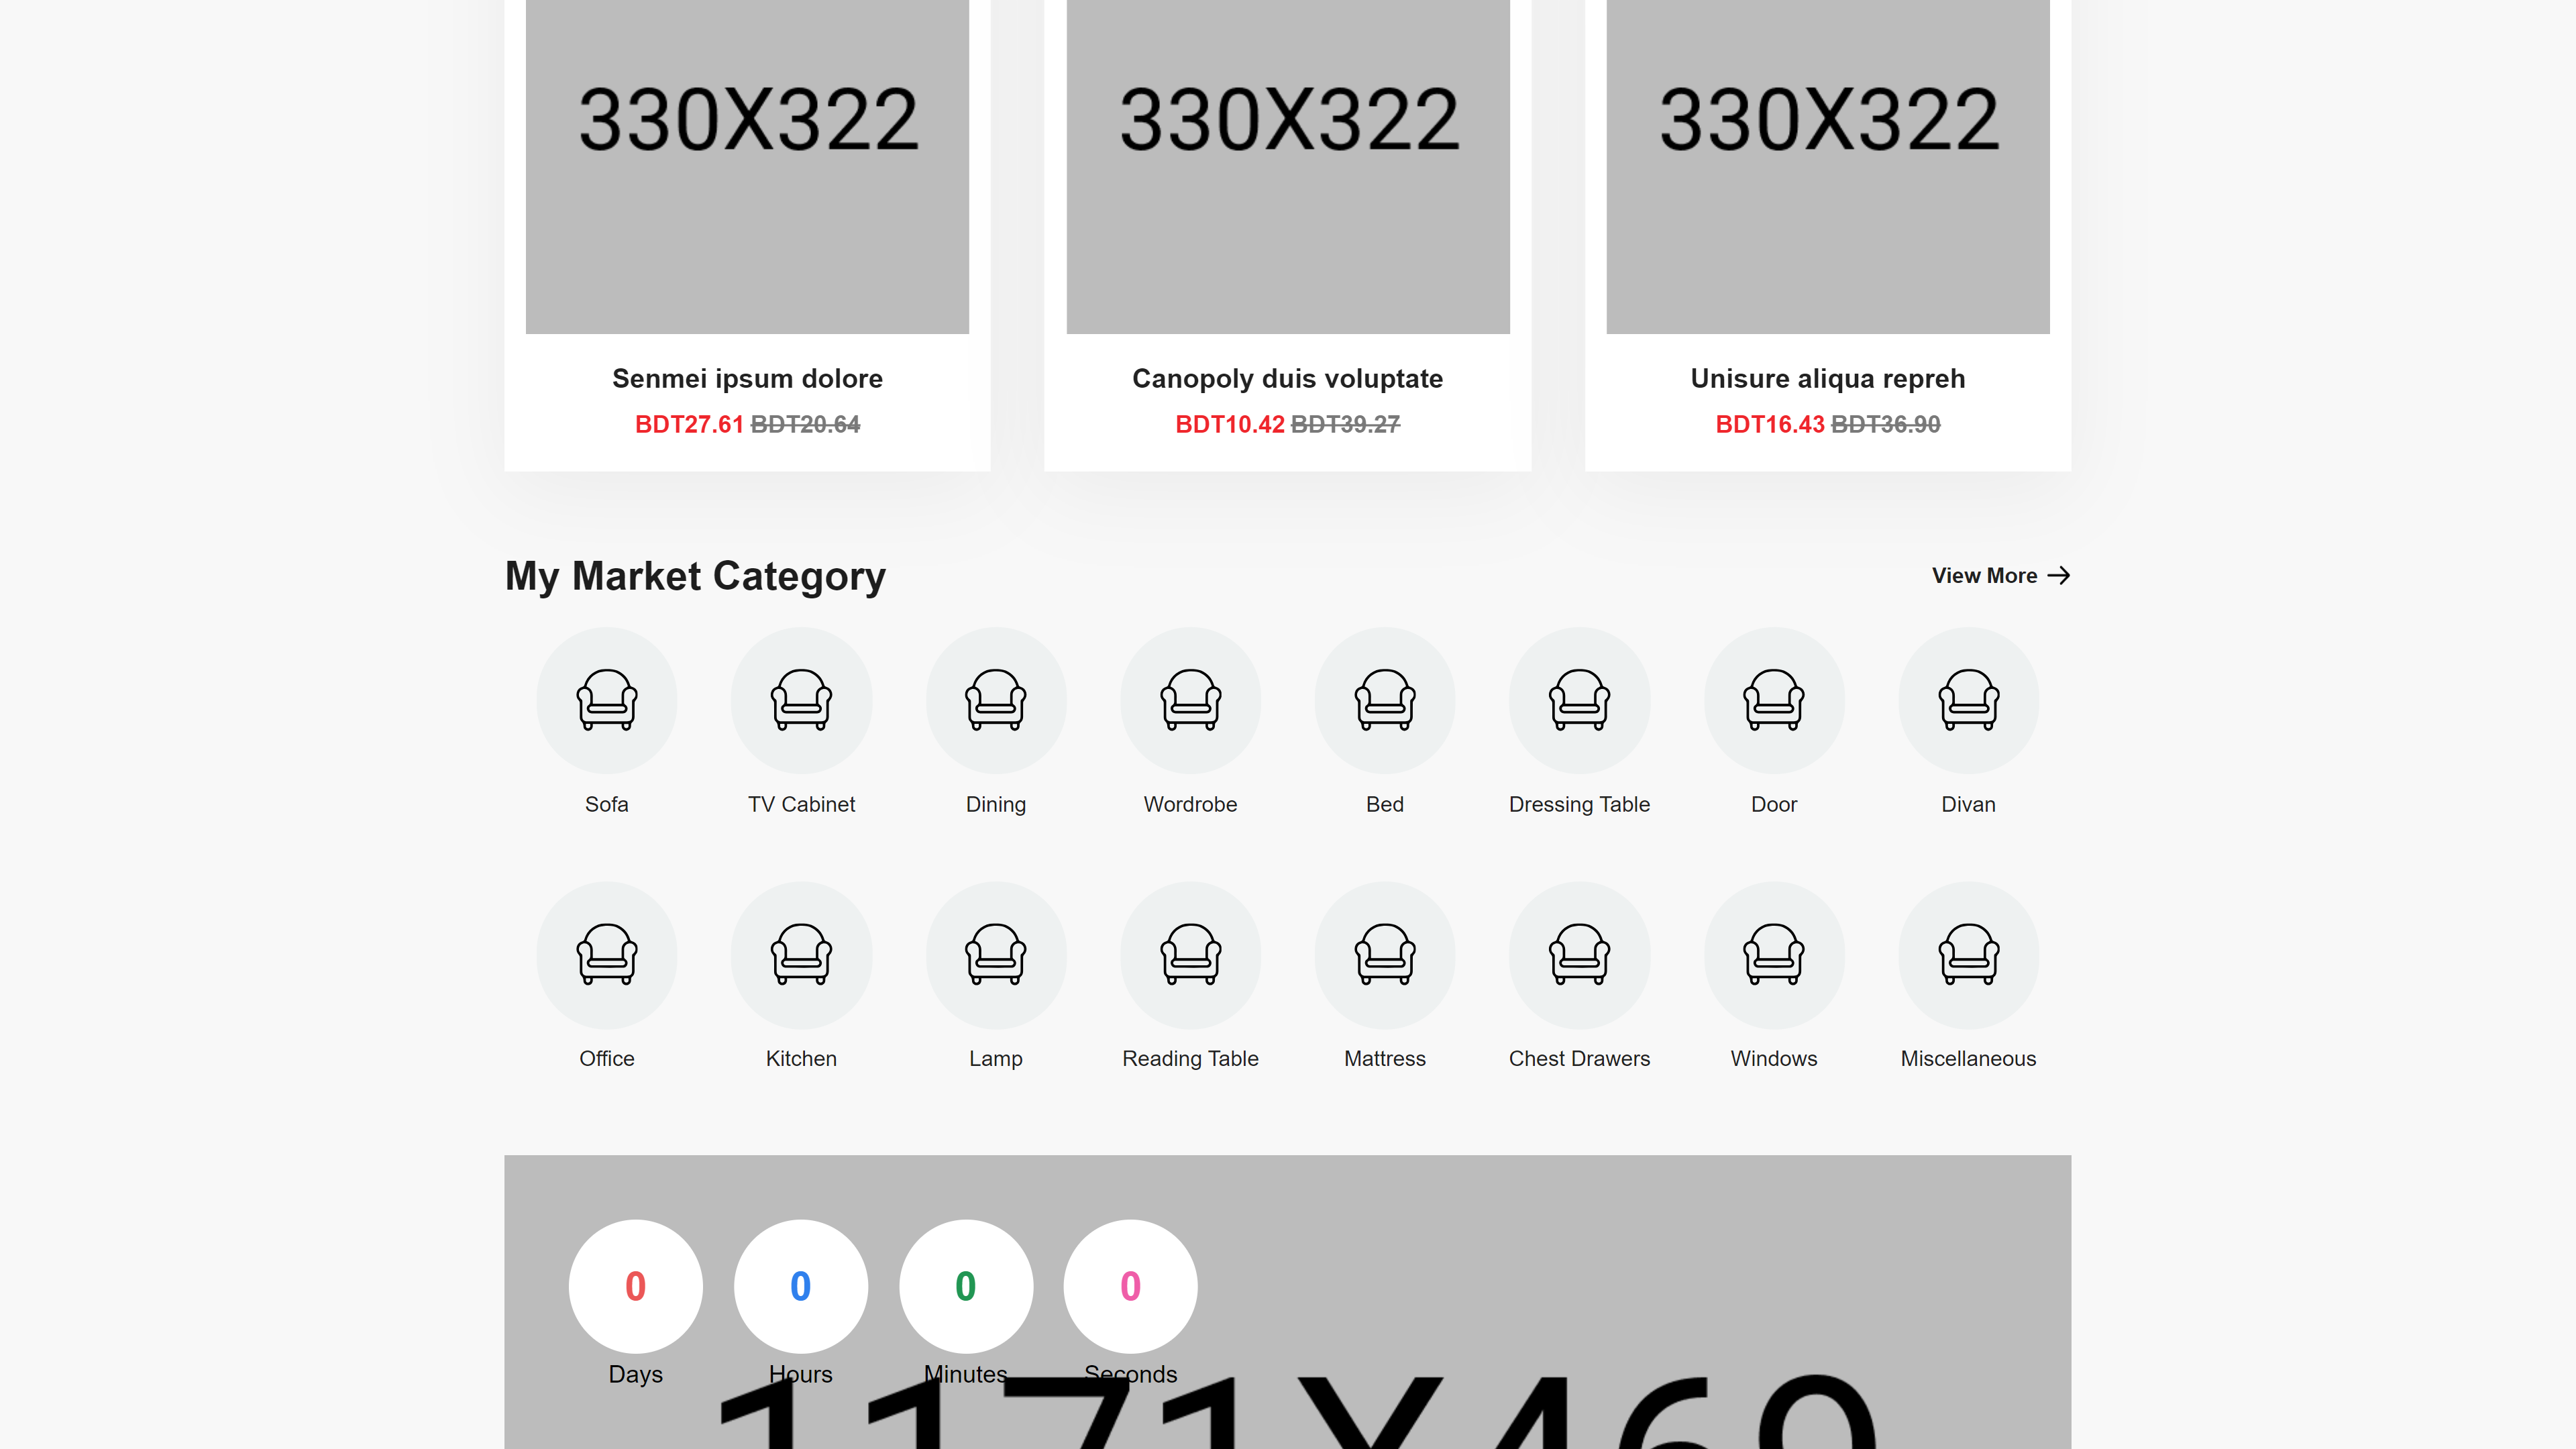 330X322 330X322 330X322
Senmei ipsum dolore Canopoly duis voluptate Unisure aliqua repreh
BDT27.61 BDT20.64 BDT10.42 BDT39.27 BDT16.43 BDT36.90
My Market Category View More
Sofa TV Cabinet Dining Wordrobe Bed Dressing Table Door Divan
Office Kitchen Lamp Reading Table Mattress Chest Drawers Windows Miscellaneous
0 0 0 0
Days Hours Minutes Seconds
1171X469